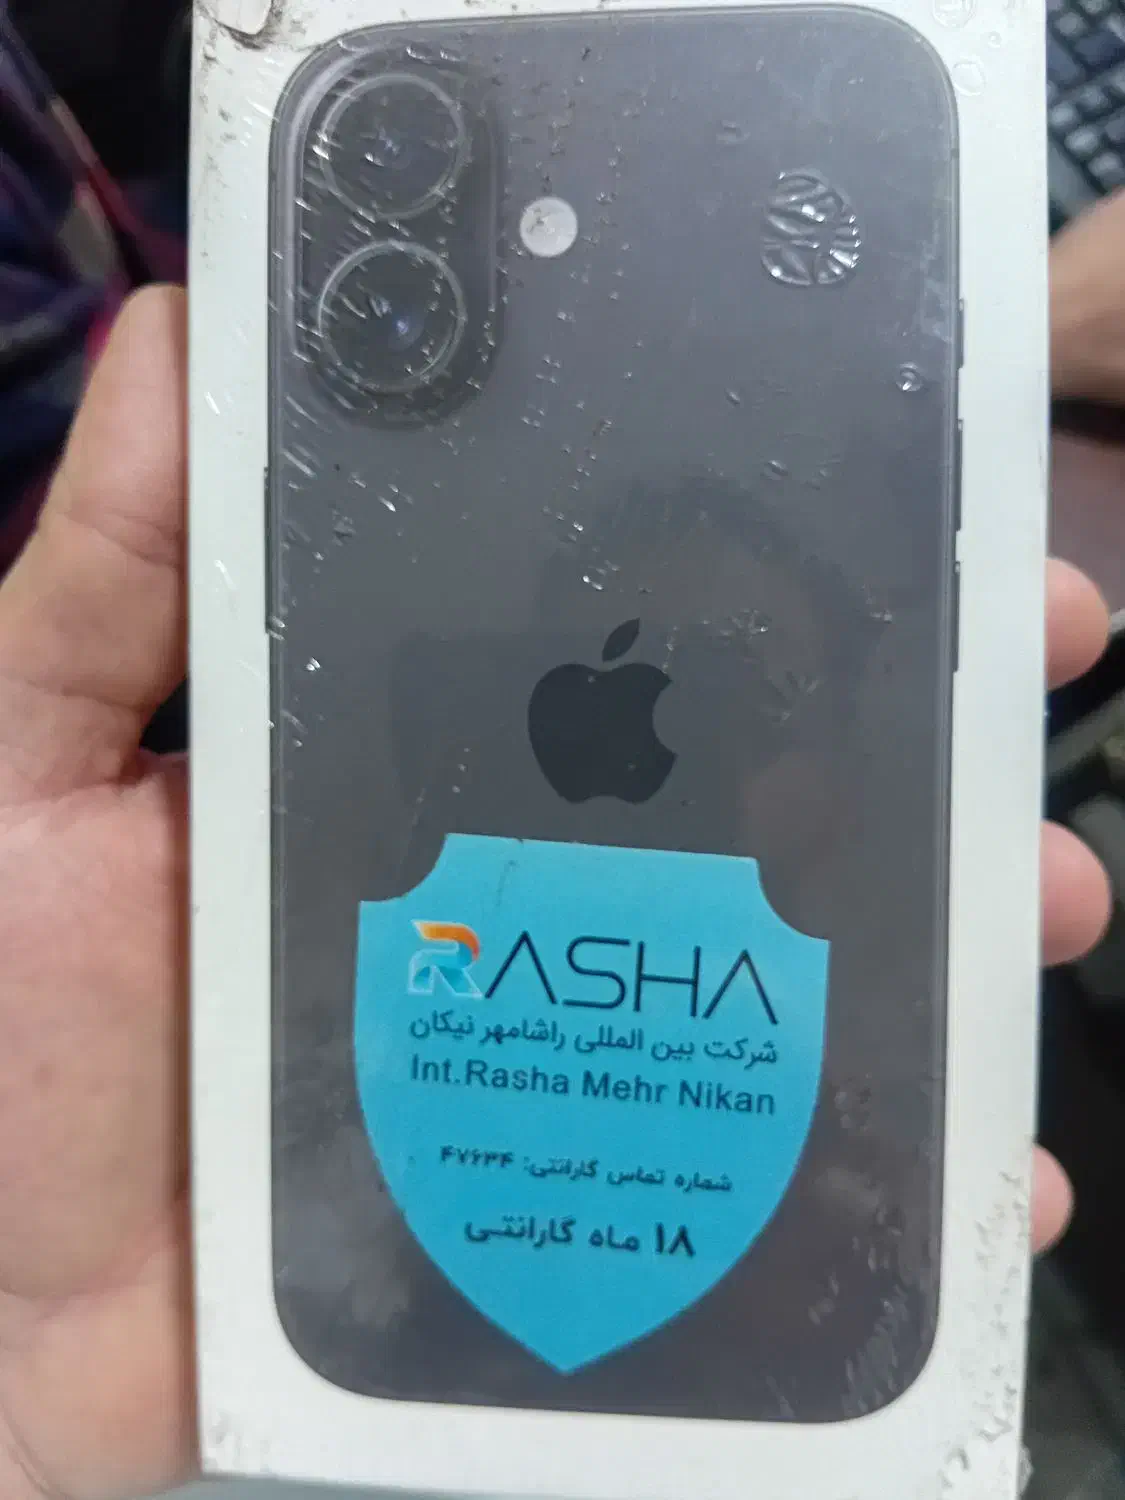 RASHA
شرکت بین المللی راشامهر نیکان
Int.Rasha Mehr Nikan
شماره تماس گارانتی: ۴۷۶۳۴
۱۸ ماه گارانتی